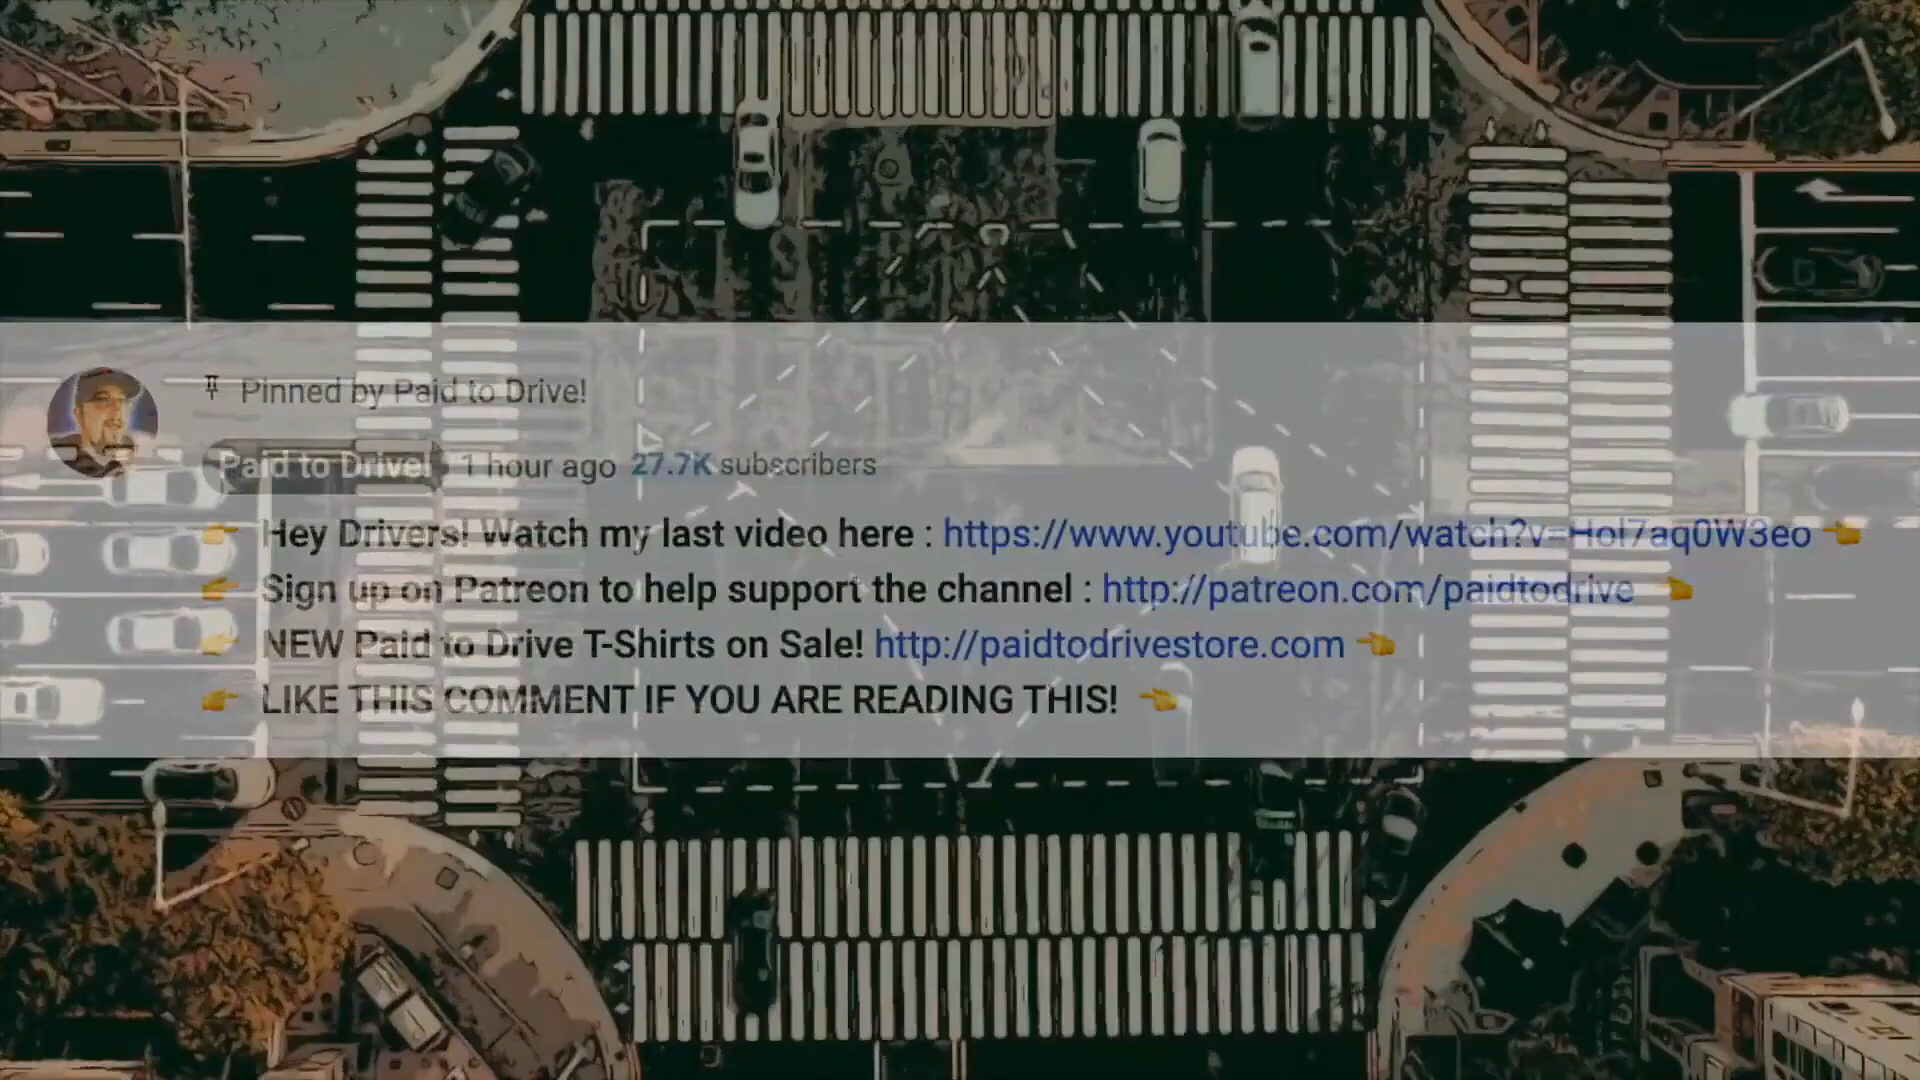 Pinned by Paid to Drive!
Paid to Drive! 1 hour ago 27.7K subscribers
Hey Drivers! Watch my last video here : https://www.youtube.com/watch?v=Hol7aq0W3eo
Sign up on Patreon to help support the channel : http://patreon.com/paidtodrive
NEW Paid to Drive T-Shirts on Sale! http://paidtodrivestore.com
LIKE THIS COMMENT IF YOU ARE READING THIS!